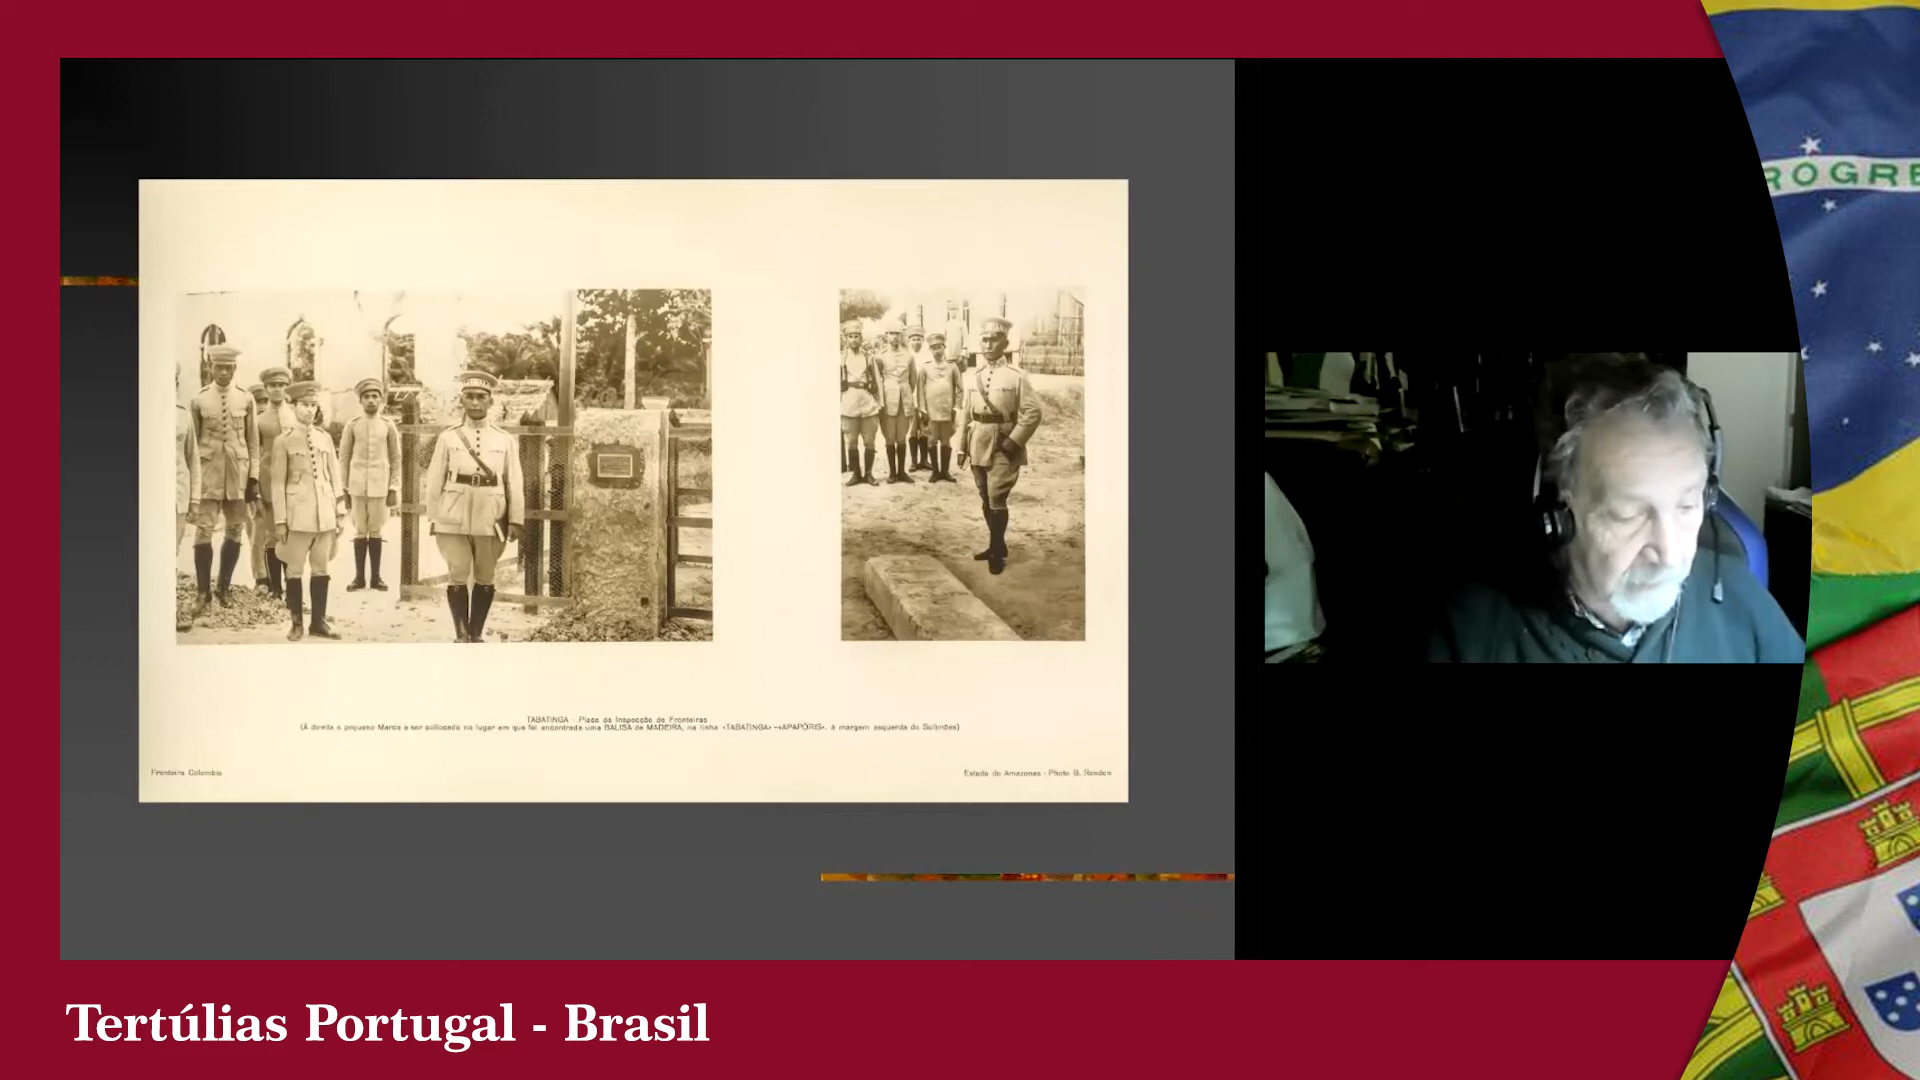 ROGRE
TABATINGA - Placa da Inspecção de Fronteiras
(À direita o pequeno Marco a ser collocado no lugar em que foi encontrada uma BALISA de MADEIRA, na linha «TABATINGA» —«APAPÓRIS», à margem esquerda do Solimões)
Fronteira Colombia
Estado do Amazonas - Photo B. Rondon
Tertúlias Portugal - Brasil